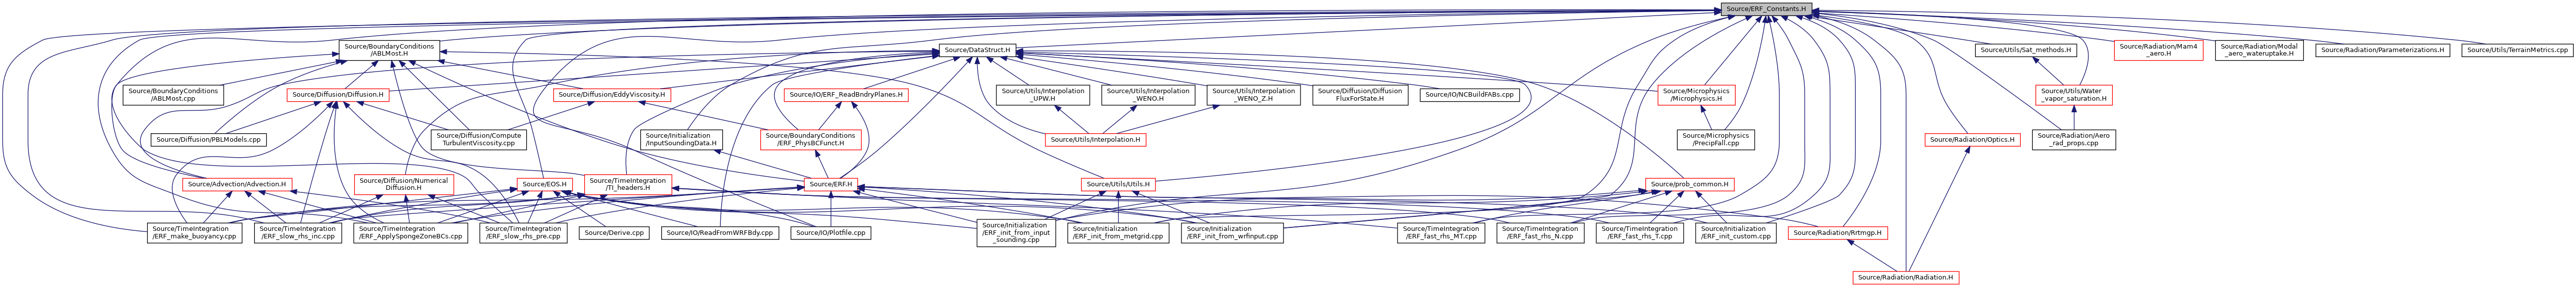 Source/ERF_Constants.H
Source/BoundaryConditions
/ABLMost.H
Source/DataStruct.H
Source/Utils/Sat_methods.H
Source/Radiation/Mam4
_aero.H
Source/Radiation/Modal
_aero_wateruptake.H
Source/Radiation/Parameterizations.H
Source/Utils/TerrainMetrics.cpp
Source/BoundaryConditions
/ABLMost.cpp
Source/Diffusion/Diffusion.H
Source/Diffusion/EddyViscosity.H
Source/IO/ERF_ReadBndryPlanes.H
Source/Utils/Interpolation
_UPW.H
Source/Utils/Interpolation
_WENO.H
Source/Utils/Interpolation
_WENO_Z.H
Source/Diffusion/Diffusion
FluxForState.H
Source/IO/NCBuildFABs.cpp
Source/Microphysics
/Microphysics.H
Source/Utils/Water
_vapor_saturation.H
Source/Diffusion/PBLModels.cpp
Source/Diffusion/Compute
TurbulentViscosity.cpp
Source/Initialization
/InputSoundingData.H
Source/BoundaryConditions
/ERF_PhysBCFunct.H
Source/Utils/Interpolation.H
Source/Microphysics
/PrecipFall.cpp
Source/Radiation/Optics.H
Source/Radiation/Aero
_rad_props.cpp
Source/Advection/Advection.H
Source/Diffusion/Numerical
Diffusion.H
Source/EOS.H
Source/TimeIntegration
/TI_headers.H
Source/ERF.H
Source/Utils/Utils.H
Source/prob_common.H
Source/TimeIntegration
/ERF_make_buoyancy.cpp
Source/TimeIntegration
/ERF_slow_rhs_inc.cpp
Source/TimeIntegration
/ERF_ApplySpongeZoneBCs.cpp
Source/TimeIntegration
/ERF_slow_rhs_pre.cpp
Source/Derive.cpp
Source/IO/ReadFromWRFBdy.cpp
Source/IO/Plotfile.cpp
Source/Initialization
/ERF_init_from_input
_sounding.cpp
Source/Initialization
/ERF_init_from_metgrid.cpp
Source/Initialization
/ERF_init_from_wrfinput.cpp
Source/TimeIntegration
/ERF_fast_rhs_MT.cpp
Source/TimeIntegration
/ERF_fast_rhs_N.cpp
Source/TimeIntegration
/ERF_fast_rhs_T.cpp
Source/Initialization
/ERF_init_custom.cpp
Source/Radiation/Rrtmgp.H
Source/Radiation/Radiation.H